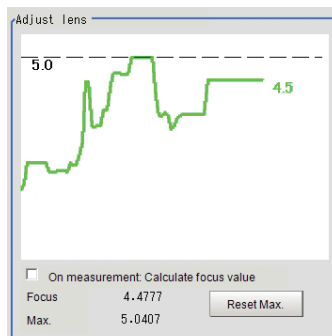 Adjust lens
5.0
4.5
On measurement: Calculate focus value
Focus 4.4777 Reset Max.
Max. 5.0407